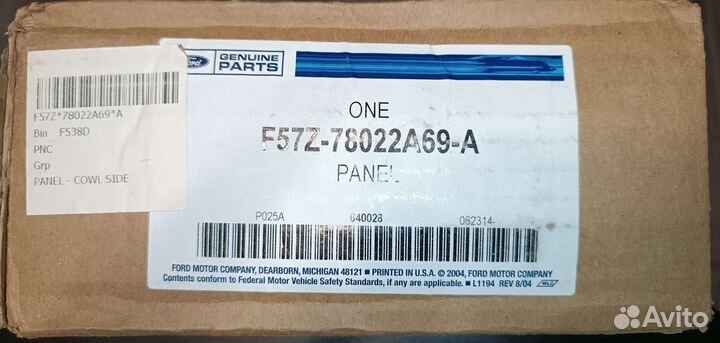 F57Z*78022A69*A
Bin F538D
PNC
Grp
PANEL - COWL SIDE
Ford
GENUINE
PARTS
ONE
F57Z-78022A69-A
PANEL
P025A 640028 062314
FORD MOTOR COMPANY, DEARBORN, MICHIGAN 48121 ■ PRINTED IN U.S.A. © 2004, FORD MOTOR COMPANY
Contents conform to Federal Motor Vehicle Safety Standards, if any are applicable. ■ L1194 REV 8/04 WLC
Avito